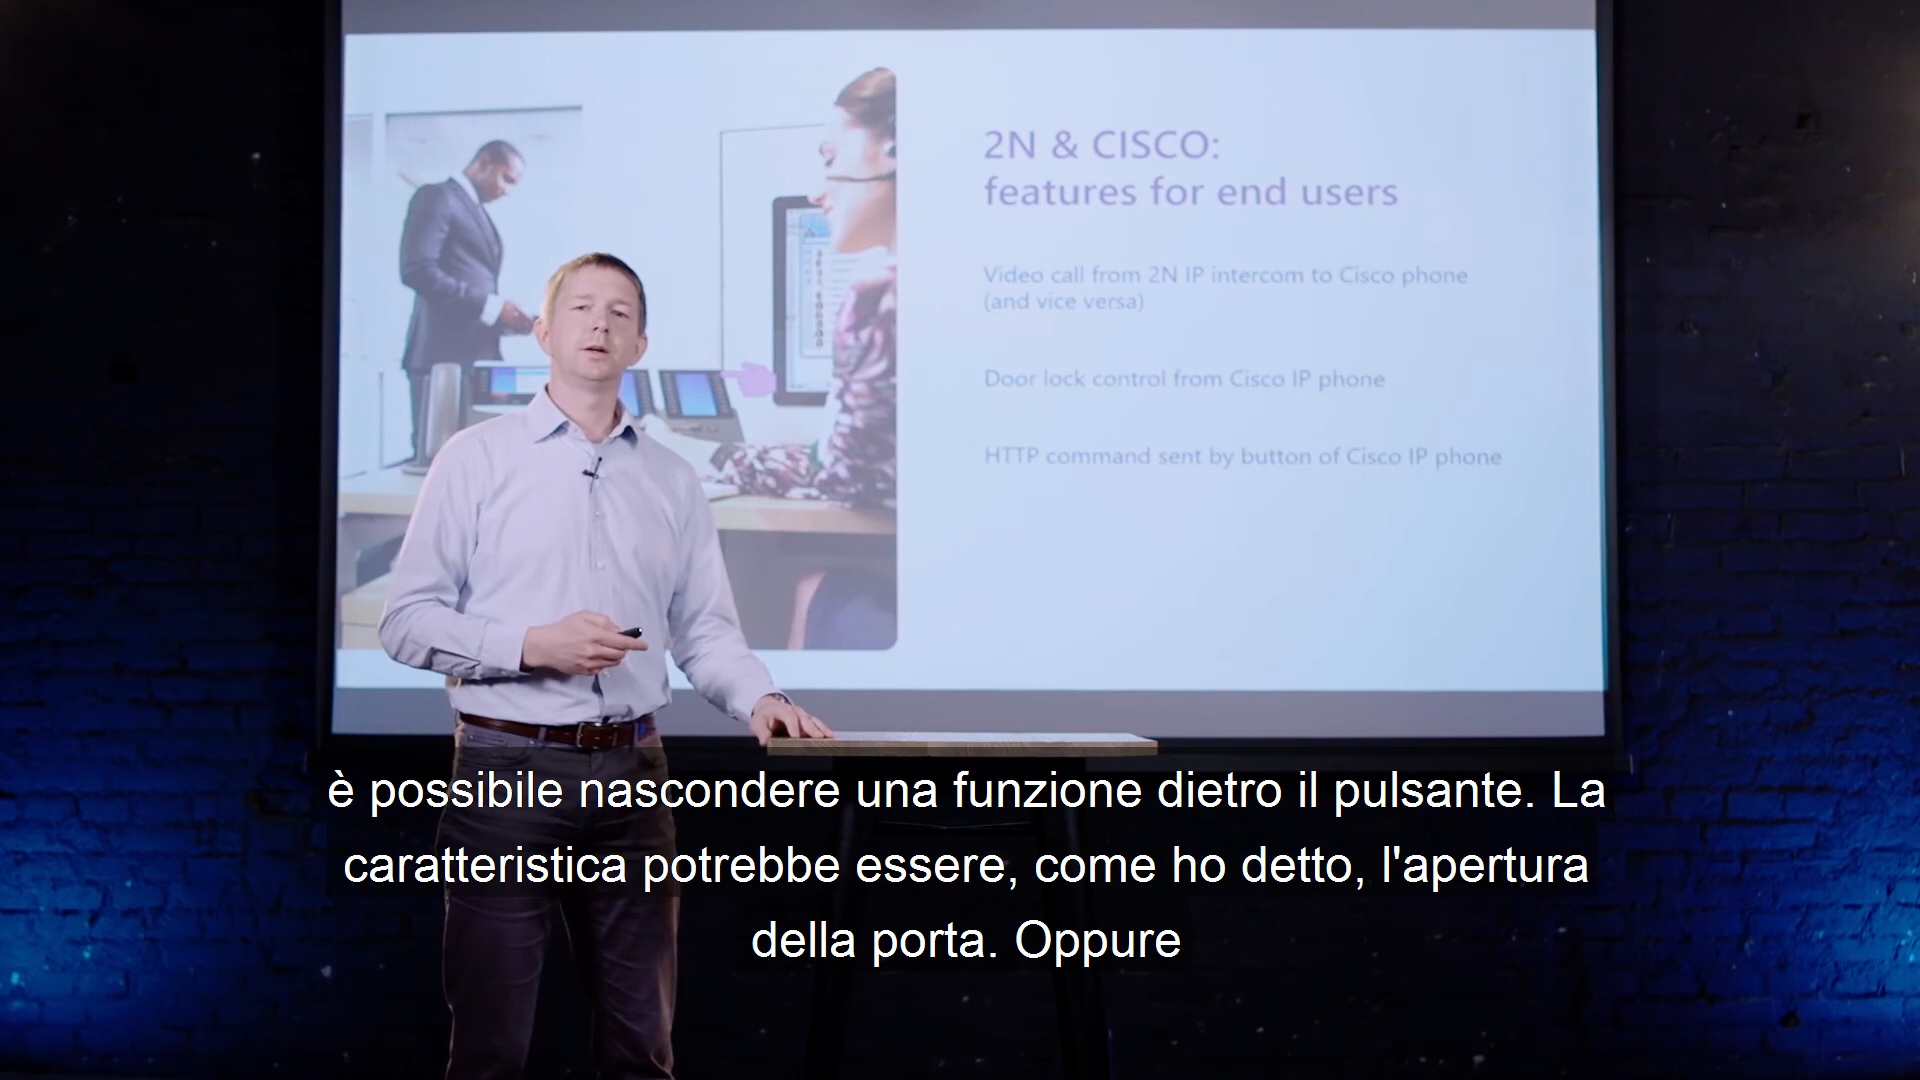 2N & CISCO:
features for end users
Video call from 2N IP intercom to Cisco phone
(and vice versa)
Door lock control from Cisco IP phone
HTTP command sent by button of Cisco IP phone
è possibile nascondere una funzione dietro il pulsante. La
caratteristica potrebbe essere, come ho detto, l'apertura
della porta. Oppure